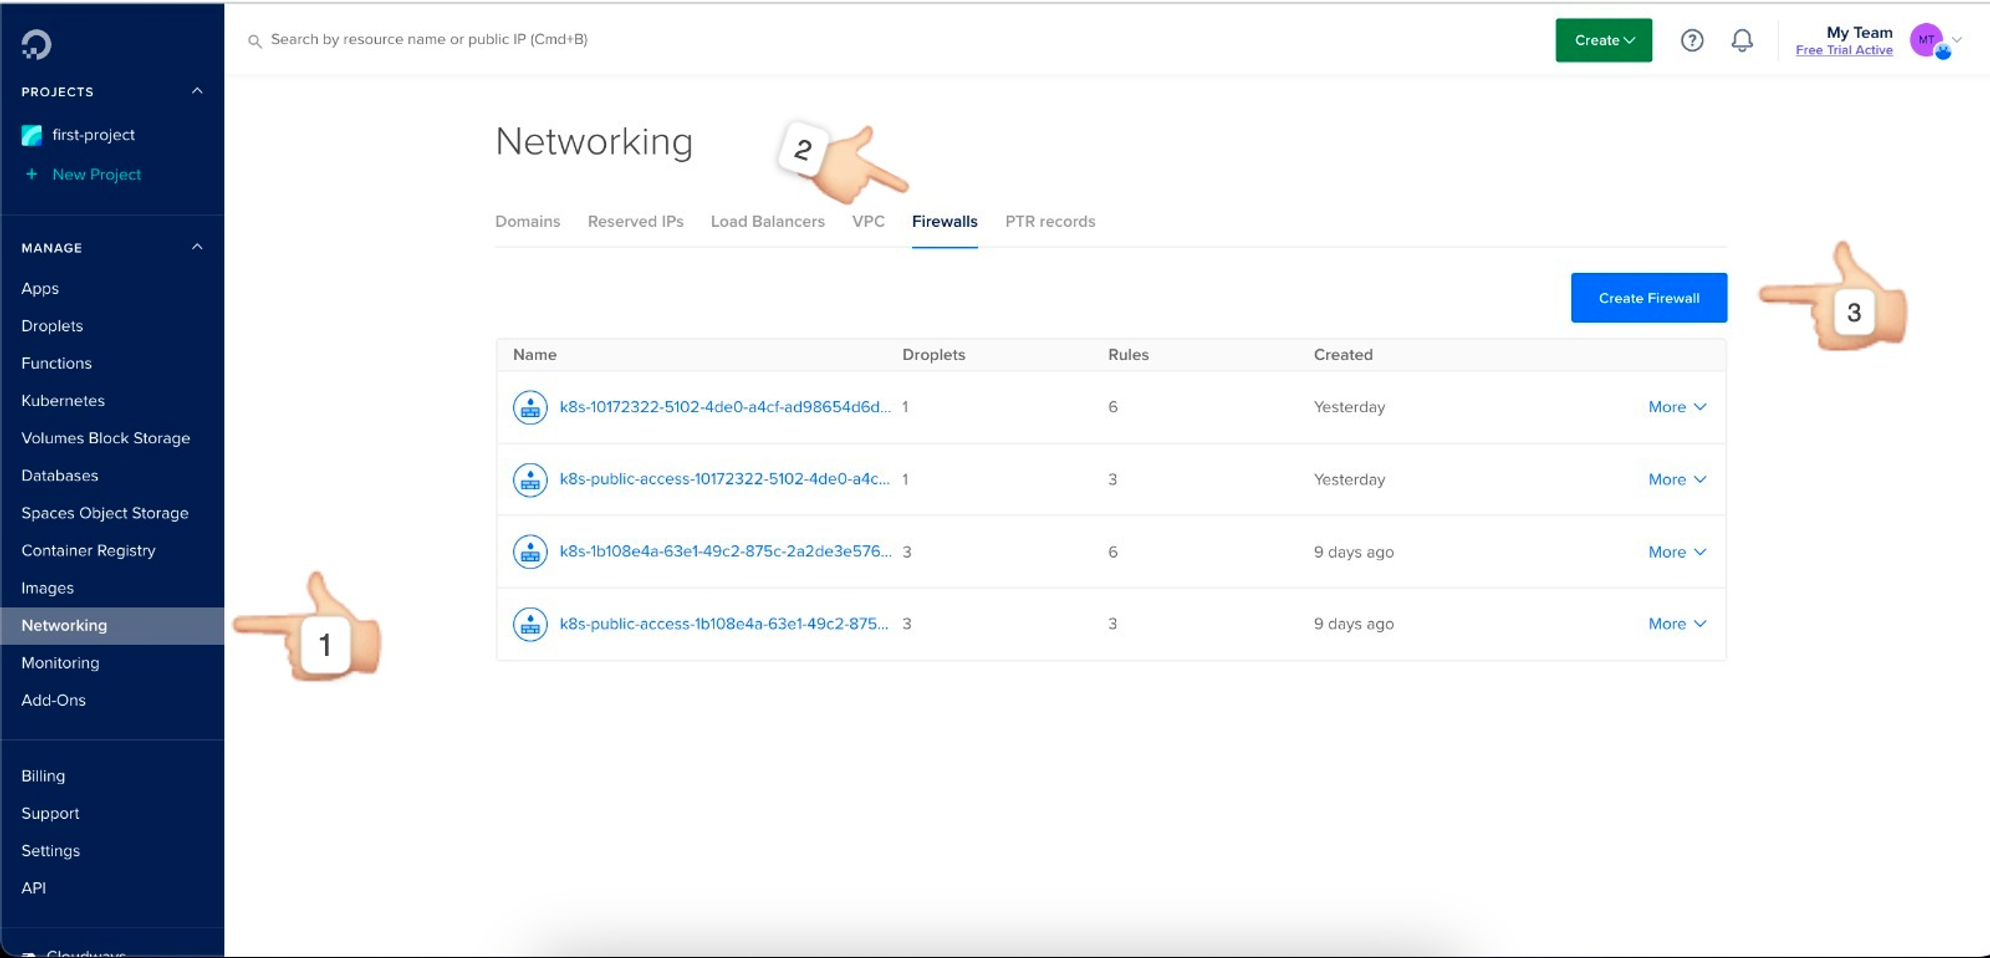 Search by resource name or public IP (Cmd+B)
Create
My Team
Free Trial Active
MT
PROJECTS
first-project
+ New Project
MANAGE
Apps
Droplets
Functions
Kubernetes
Volumes Block Storage
Databases
Spaces Object Storage
Container Registry
Images
Networking
1
Monitoring
Add-Ons
Billing
Support
Settings
API
Cloudways
Networking
2
Domains Reserved IPs Load Balancers VPC Firewalls PTR records
Create Firewall
3
Name Droplets Rules Created
k8s-10172322-5102-4de0-a4cf-ad98654d6d... 1 6 Yesterday More
k8s-public-access-10172322-5102-4de0-a4c... 1 3 Yesterday More
k8s-1b108e4a-63e1-49c2-875c-2a2de3e576... 3 6 9 days ago More
k8s-public-access-1b108e4a-63e1-49c2-875... 3 3 9 days ago More